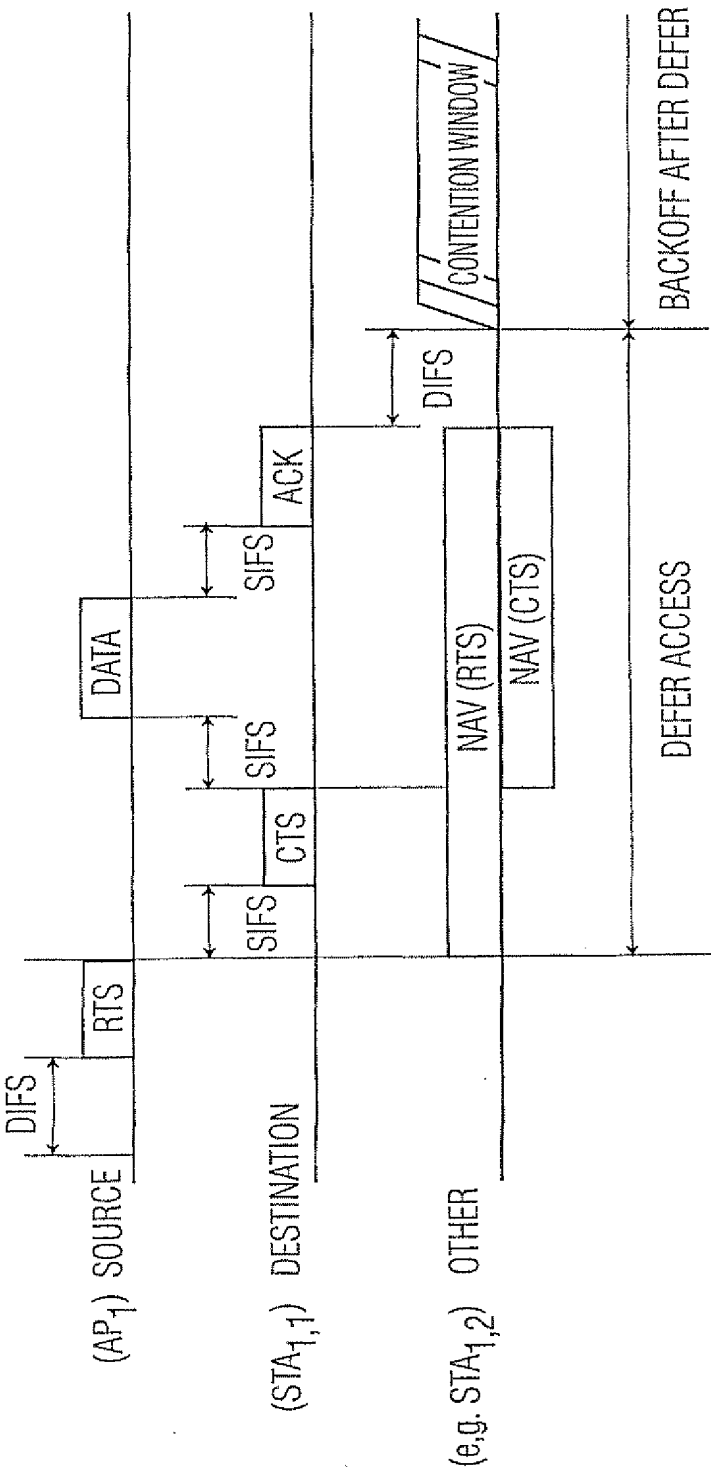 DIFS
(AP1) SOURCE
RTS
DATA
SIFS
SIFS
SIFS
(STA1,1) DESTINATION
CTS
ACK
DIFS
(e,g. STA1,2) OTHER
NAV (RTS)
NAV (CTS)
CONTENTION WINDOW
DEFER ACCESS
BACKOFF AFTER DEFER